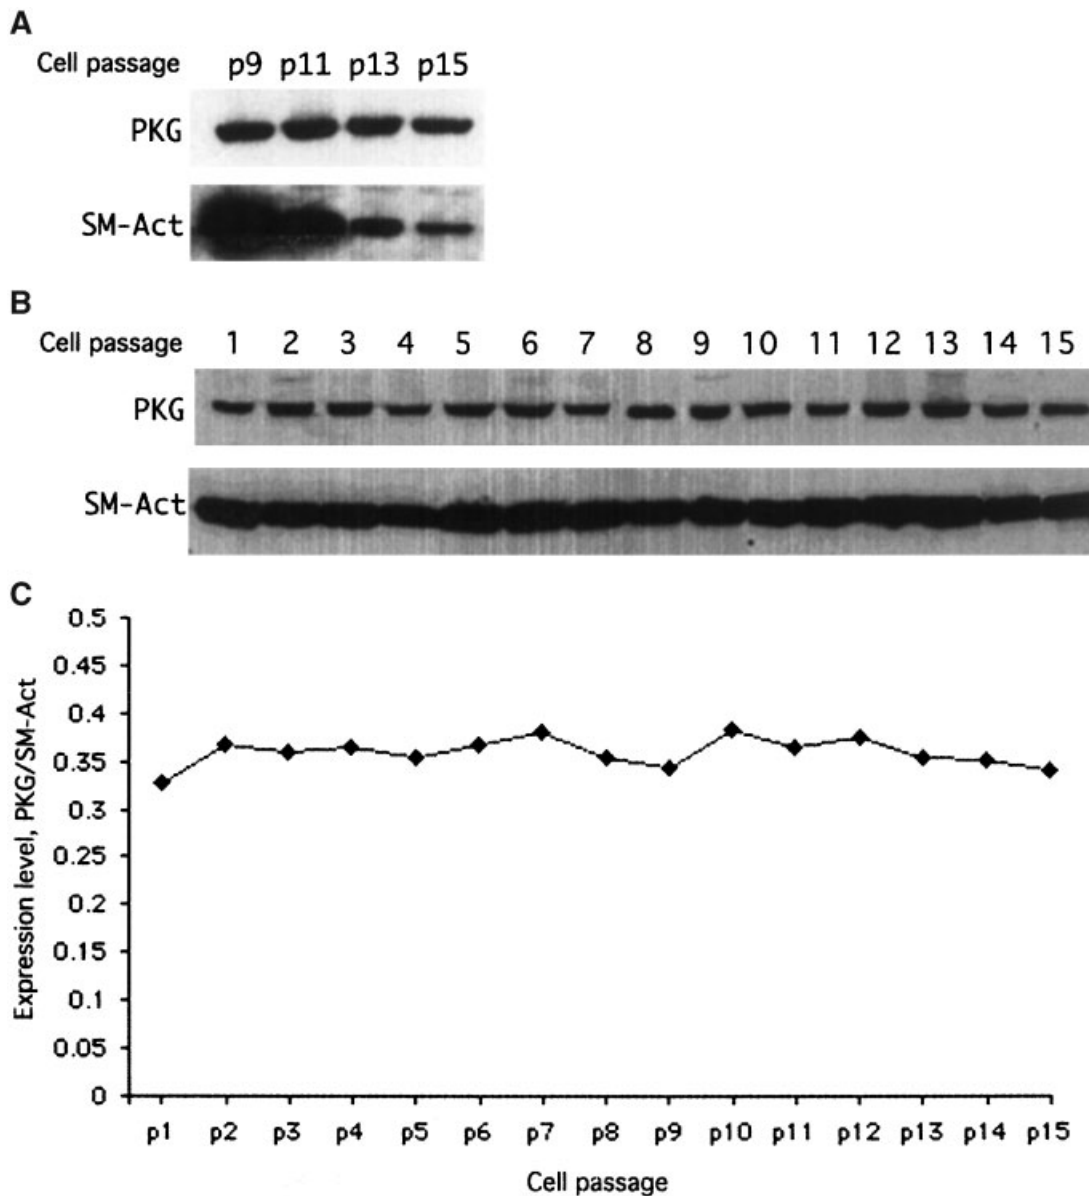 A
Cell passage p9 p11 p13 p15
PKG
SM-Act
B
Cell passage 1 2 3 4 5 6 7 8 9 10 11 12 13 14 15
PKG
SM-Act
C
Expression level, PKG/SM-Act
0.5
0.45
0.4
0.35
0.3
0.25
0.2
0.15
0.1
0.05
0
p1 p2 p3 p4 p5 p6 p7 p8 p9 p10 p11 p12 p13 p14 p15
Cell passage